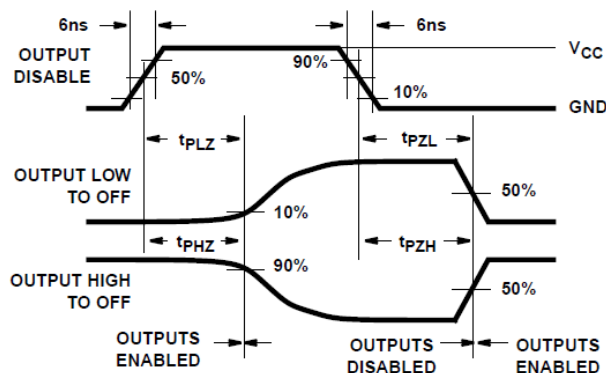 6ns
6ns
OUTPUT
DISABLE
90%
50%
10%
VCC
GND
tPLZ
tPZL
OUTPUT LOW
TO OFF
10%
50%
tPHZ
tPZH
OUTPUT HIGH
TO OFF
90%
50%
OUTPUTS
ENABLED
OUTPUTS
DISABLED
OUTPUTS
ENABLED